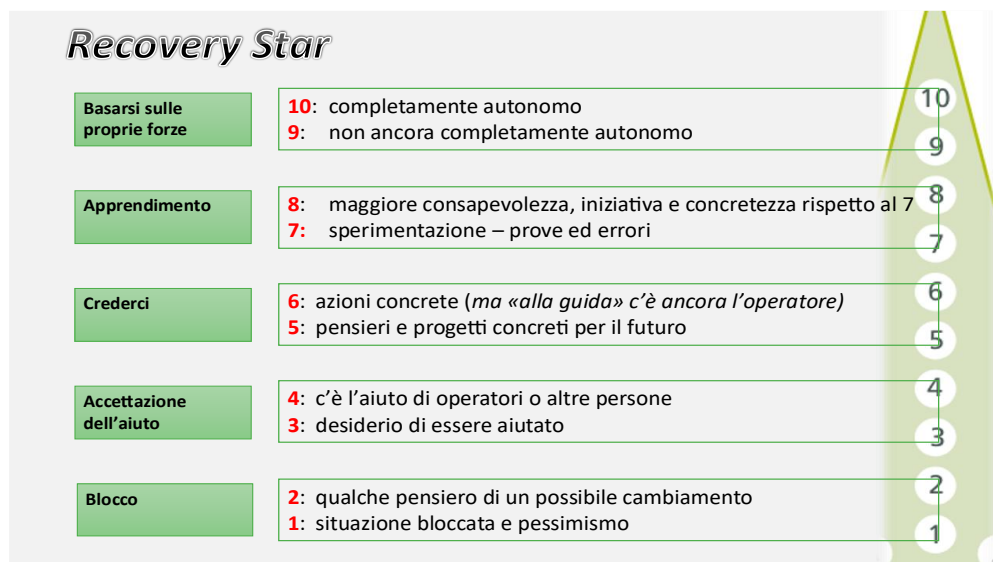 Recovery Star
Basarsi sulle
proprie forze
10: completamente autonomo
9: non ancora completamente autonomo
10
9
Apprendimento
8: maggiore consapevolezza, iniziativa e concretezza rispetto al 7
7: sperimentazione – prove ed errori
8
7
Crederci
6: azioni concrete (ma «alla guida» c’è ancora l’operatore)
5: pensieri e progetti concreti per il futuro
6
5
Accettazione
dell’aiuto
4: c’è l’aiuto di operatori o altre persone
3: desiderio di essere aiutato
4
3
Blocco
2: qualche pensiero di un possibile cambiamento
1: situazione bloccata e pessimismo
2
1